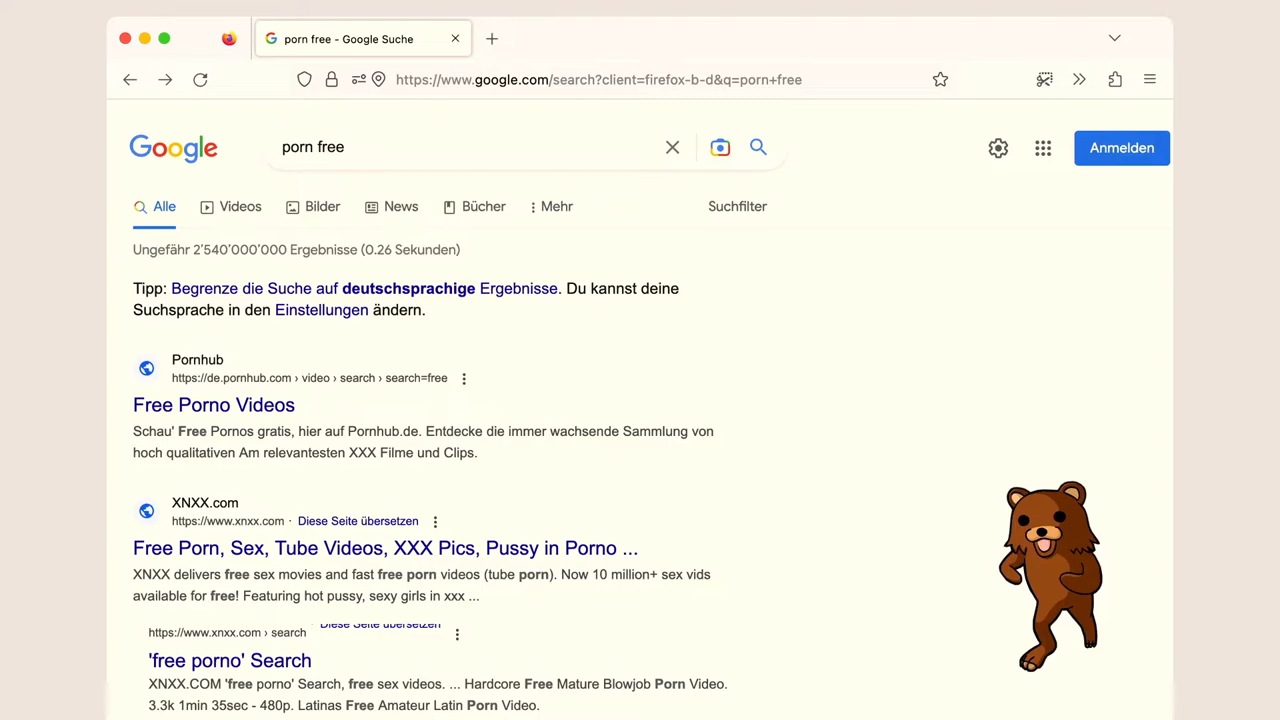 porn free - Google Suche
https://www.google.com/search?client=firefox-b-d&q=porn+free
Google
porn free
Anmelden
Alle
Videos
Bilder
News
Bücher
Mehr
Suchfilter
Ungefähr 2’540’000’000 Ergebnisse (0.26 Sekunden)
Tipp: Begrenze die Suche auf deutschsprachige Ergebnisse. Du kannst deine
Suchsprache in den Einstellungen ändern.
Pornhub
https://de.pornhub.com › video › search › search=free
Free Porno Videos
Schau' Free Pornos gratis, hier auf Pornhub.de. Entdecke die immer wachsende Sammlung von
hoch qualitativen Am relevantesten XXX Filme und Clips.
XNXX.com
https://www.xnxx.com · Diese Seite übersetzen
Free Porn, Sex, Tube Videos, XXX Pics, Pussy in Porno ...
XNXX delivers free sex movies and fast free porn videos (tube porn). Now 10 million+ sex vids
available for free! Featuring hot pussy, sexy girls in xxx ...
https://www.xnxx.com › search Diese Seite übersetzen
'free porno' Search
XNXX.COM 'free porno' Search, free sex videos. ... Hardcore Free Mature Blowjob Porn Video.
3.3k 1min 35sec - 480p. Latinas Free Amateur Latin Porn Video.